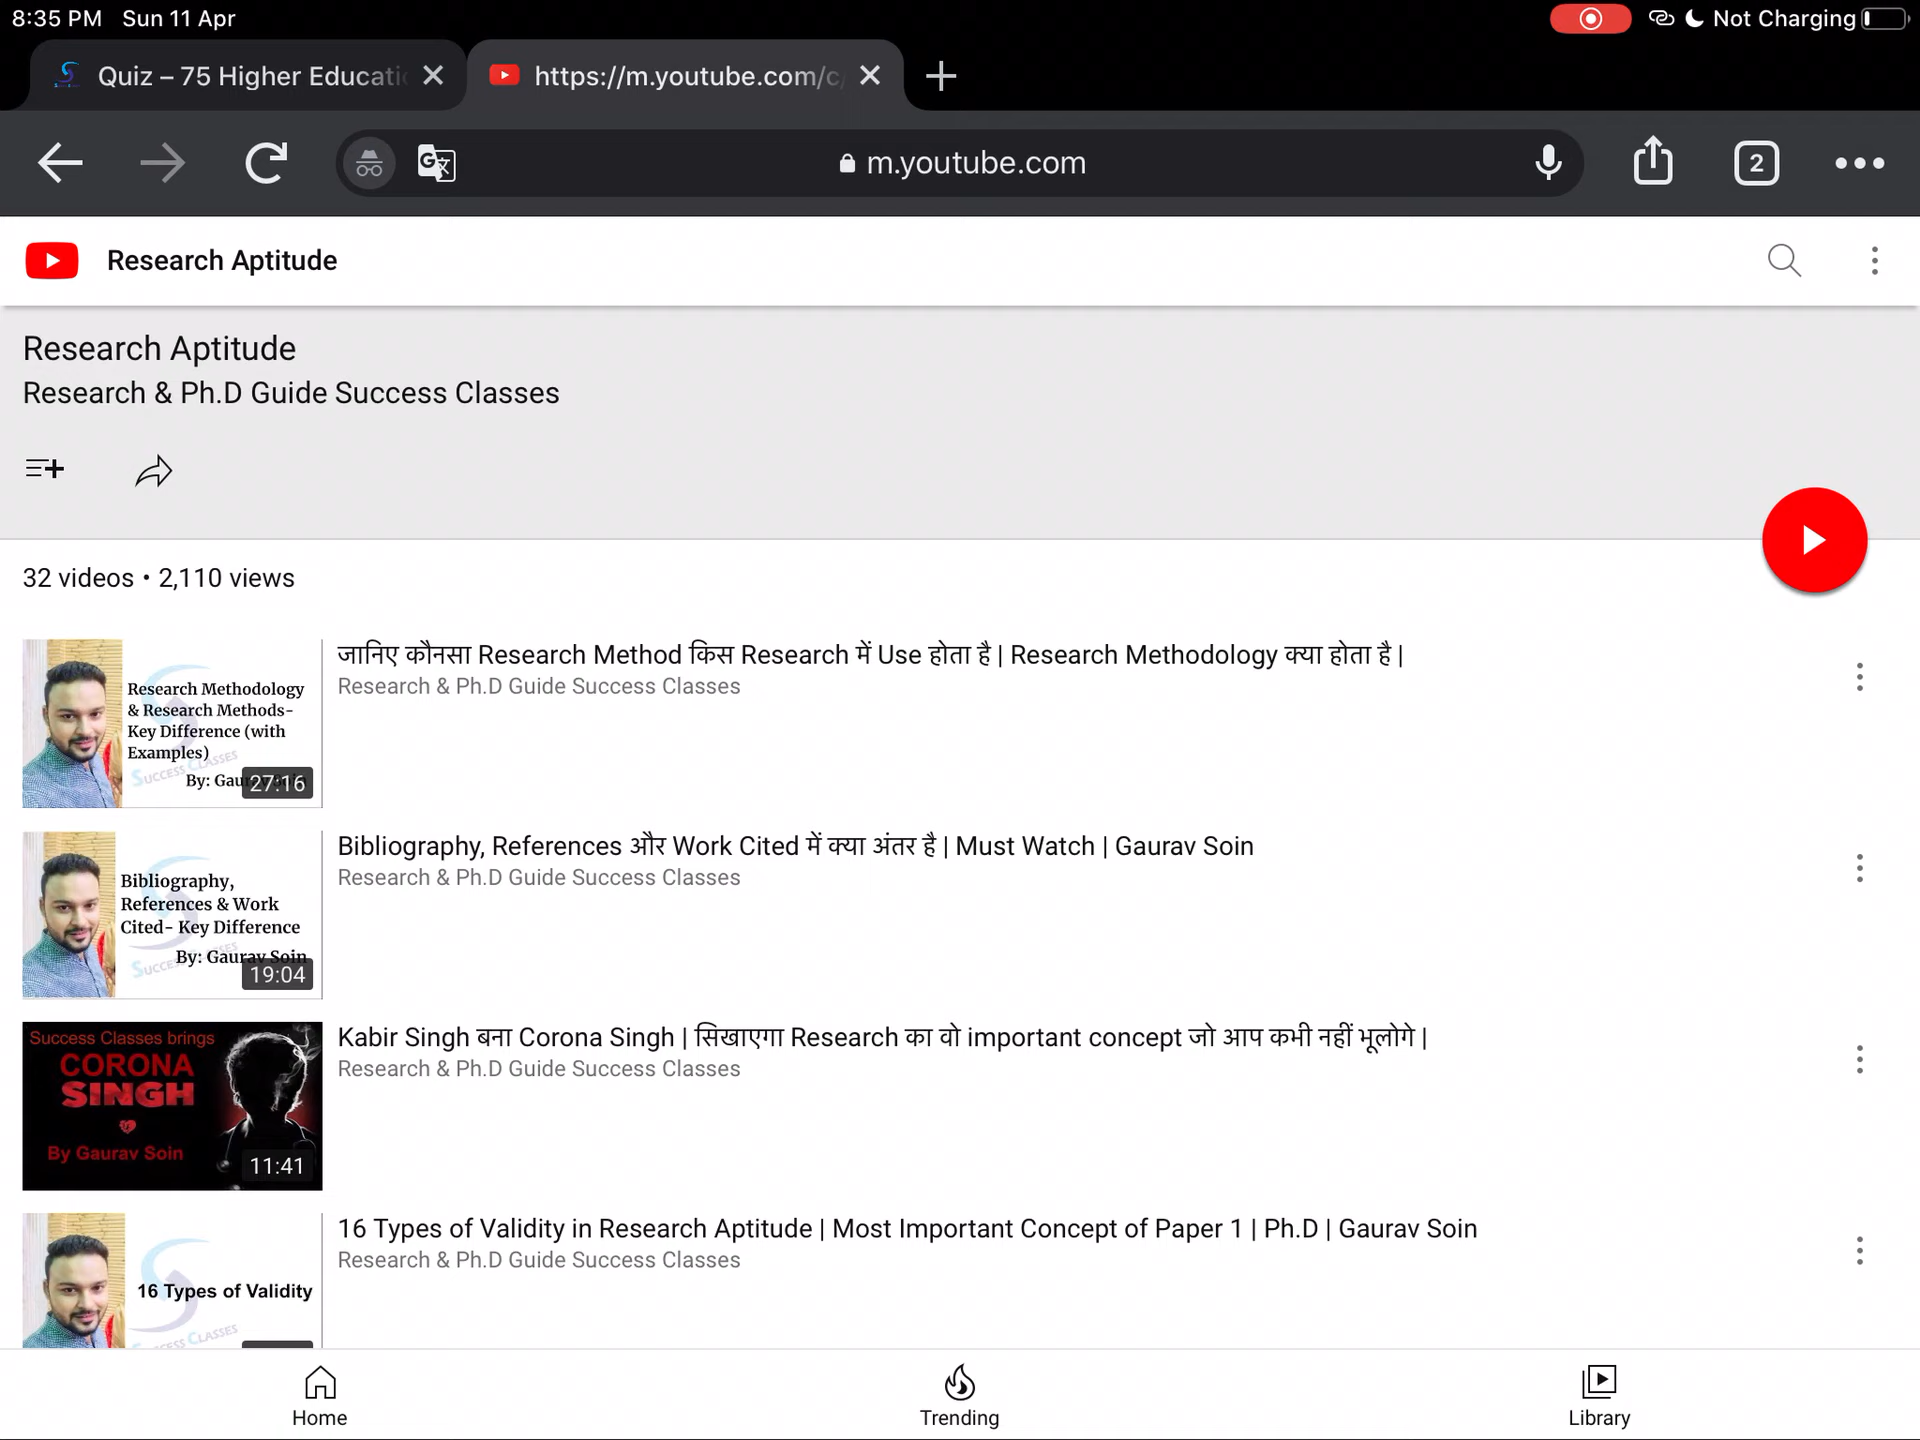 8:35 PM Sun 11 Apr
Not Charging
Quiz – 75 Higher Educati
https://m.youtube.com/c
m.youtube.com
2
Research Aptitude
Research Aptitude
Research & Ph.D Guide Success Classes
32 videos • 2,110 views
Research Methodology
& Research Methods-
Key Difference (with
Examples)
SUCCESS CLASSES
By: Gaurav
27:16
जानिए कौनसा Research Method किस Research में Use होता है | Research Methodology क्या होता है |
Research & Ph.D Guide Success Classes
Bibliography,
References & Work
Cited- Key Difference
By: Gaurav Soin
19:04
Bibliography, References और Work Cited में क्या अंतर है | Must Watch | Gaurav Soin
Research & Ph.D Guide Success Classes
Success Classes brings
CORONA
SINGH
By Gaurav Soin
11:41
Kabir Singh बना Corona Singh | सिखाएगा Research का वो important concept जो आप कभी नहीं भूलोगे |
Research & Ph.D Guide Success Classes
16 Types of Validity
16 Types of Validity in Research Aptitude | Most Important Concept of Paper 1 | Ph.D | Gaurav Soin
Research & Ph.D Guide Success Classes
Home
Trending
Library